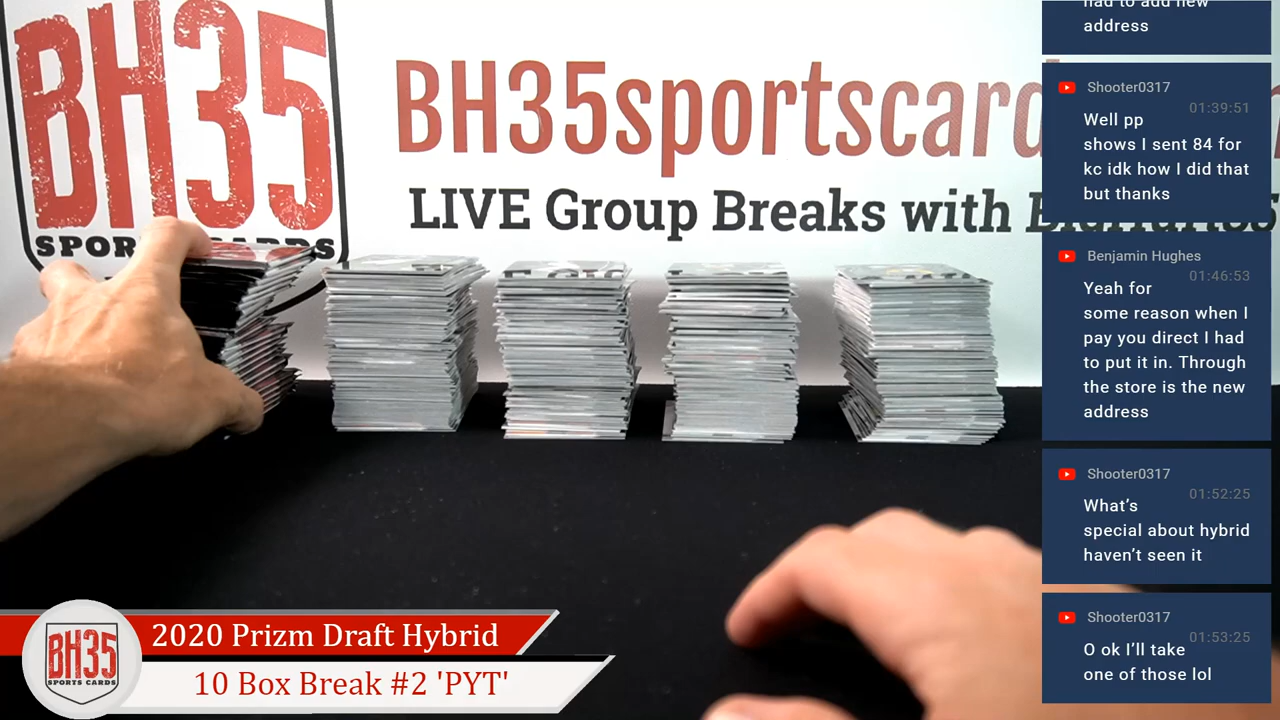 BH35
BH35sportscard
LIVE Group Breaks with
had to add new
address
Shooter0317
01:39:51
Well pp
shows I sent 84 for
kc idk how I did that
but thanks
Benjamin Hughes
01:46:53
Yeah for
some reason when I
pay you direct I had
to put it in. Through
the store is the new
address
Shooter0317
01:52:25
What's
special about hybrid
haven't seen it
Shooter0317
01:53:25
O ok I'll take
one of those lol
2020 Prizm Draft Hybrid
10 Box Break #2 'PYT'
BH35
SPORTS CARDS